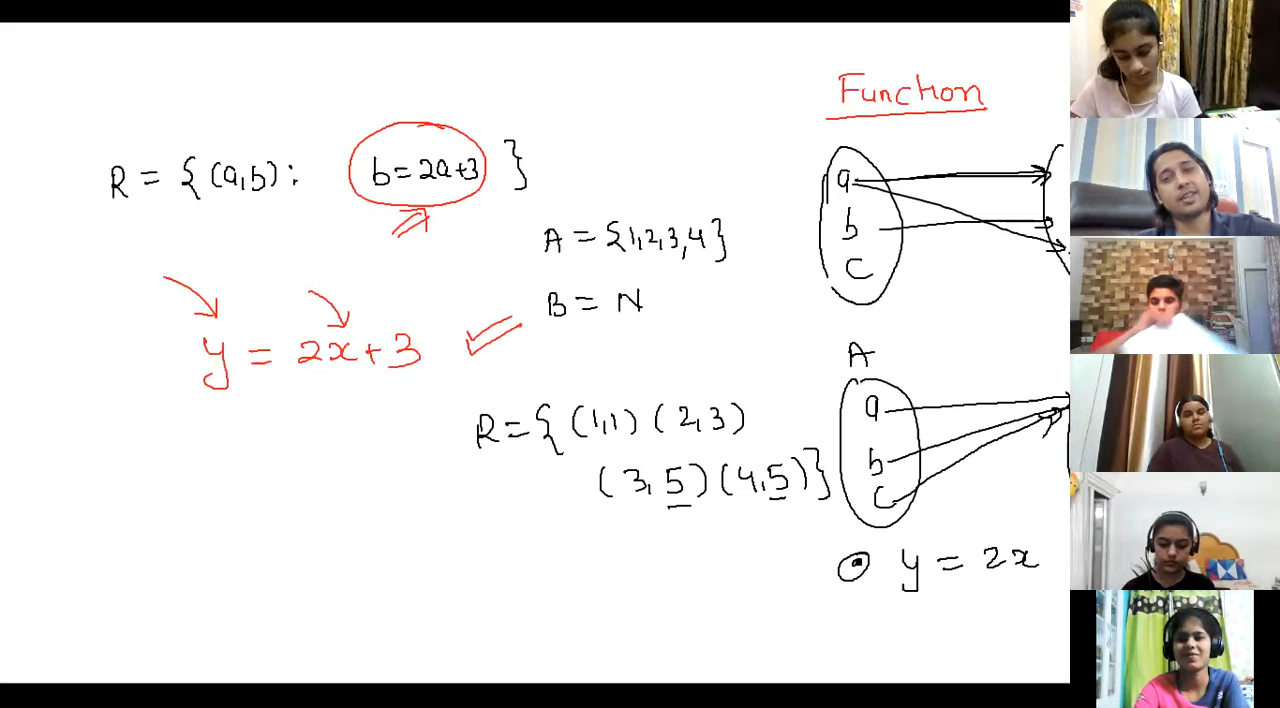 R = { (a,b) : b = 2a+3 }
A = {1,2,3,4}
B = N
y = 2x+3
R = { (1,1) (2,3)
(3,5) (4,5) }
Function
a
b
c
A
a
b
c
y = 2x